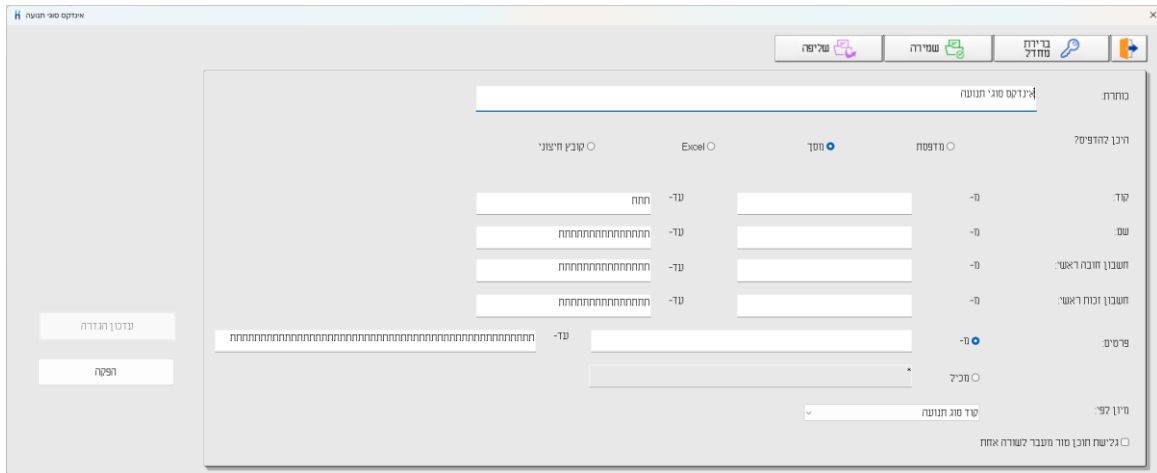 אינדקס סוגי תנועה
ברירת מחדל
שמירה
שליפה
כותרת: אינדקס סוגי תנועה
היכן להדפיס? מדפסת מסך Excel קובץ חיצוני
קוד: מ- עד- תתת
שם: מ- עד- תתתתתתתתתתתתתתת
חשבון חובה ראשי: מ- עד- תתתתתתתתתתתתתתת
חשבון זכות ראשי: מ- עד- תתתתתתתתתתתתתתת
פרטים: מ- עד- תתתתתתתתתתתתתתתתתתתתתתתתתתתתתתתתתתתתתתתתתתתתתתתתתת
מכיל *
מיון לפי: קוד סוג תנועה
גלישת תוכן טור מעבר לשורה אחת
עדכון הגדרה
הפקה